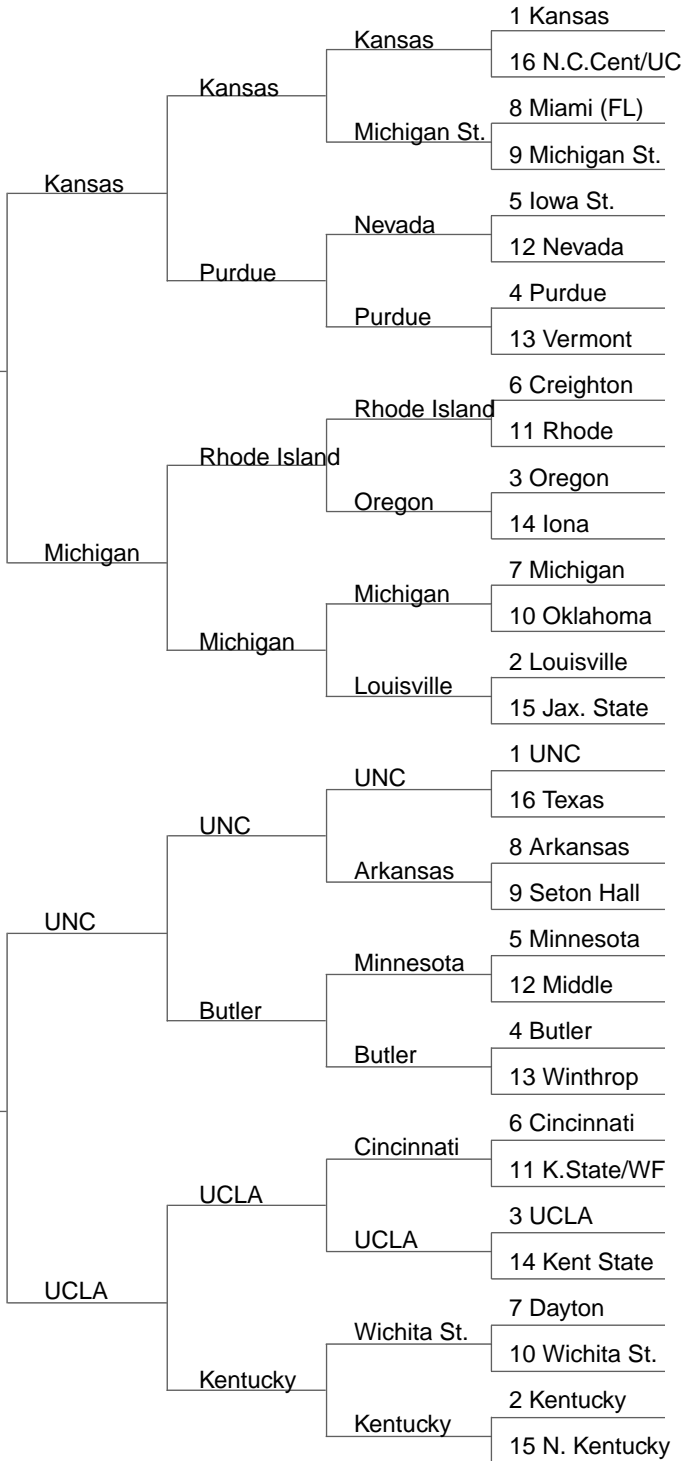 1 Kansas
Kansas
16 N.C.Cent/UC
Kansas
8 Miami (FL)
Michigan St.
9 Michigan St.
Kansas
5 Iowa St.
Nevada
12 Nevada
Purdue
4 Purdue
Purdue
13 Vermont
6 Creighton
Rhode Island
11 Rhode
Rhode Island
3 Oregon
Oregon
14 Iona
Michigan
7 Michigan
Michigan
10 Oklahoma
Michigan
2 Louisville
Louisville
15 Jax. State
1 UNC
UNC
16 Texas
UNC
8 Arkansas
Arkansas
9 Seton Hall
UNC
5 Minnesota
Minnesota
12 Middle
Butler
4 Butler
Butler
13 Winthrop
6 Cincinnati
Cincinnati
11 K.State/WF
UCLA
3 UCLA
UCLA
14 Kent State
UCLA
7 Dayton
Wichita St.
10 Wichita St.
Kentucky
2 Kentucky
Kentucky
15 N. Kentucky